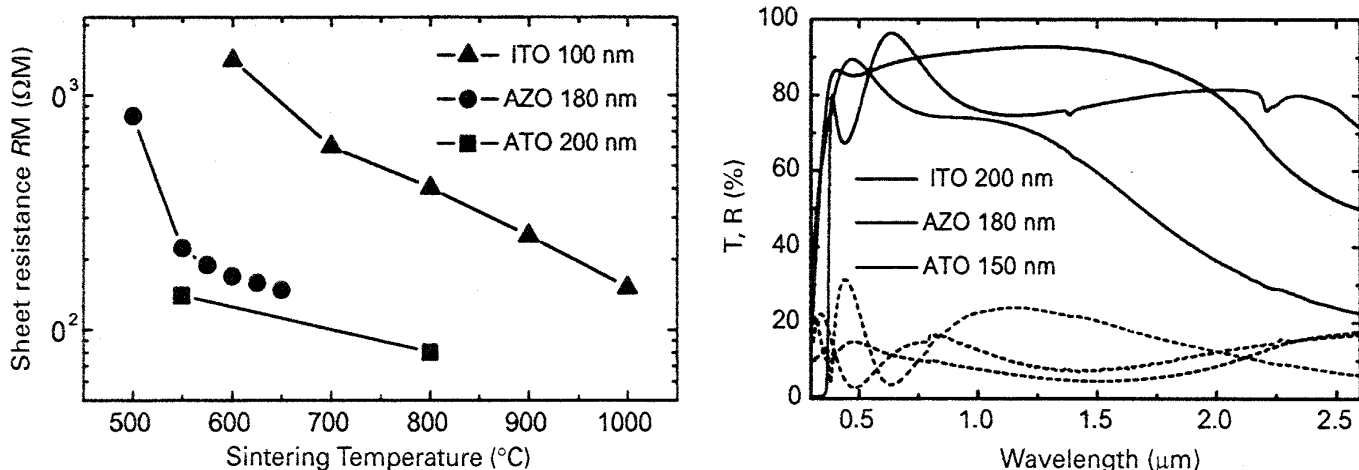 Sheet resistance RM (ΩM)
0³
0²
ITO 100 nm
AZO 180 nm
ATO 200 nm
500 600 700 800 900 1000
Sintering Temperature (°C)
T, R (%)
100
80
60
40
20
0
ITO 200 nm
AZO 180 nm
ATO 150 nm
0.5 1.0 1.5 2.0 2.5
Wavelength (μm)